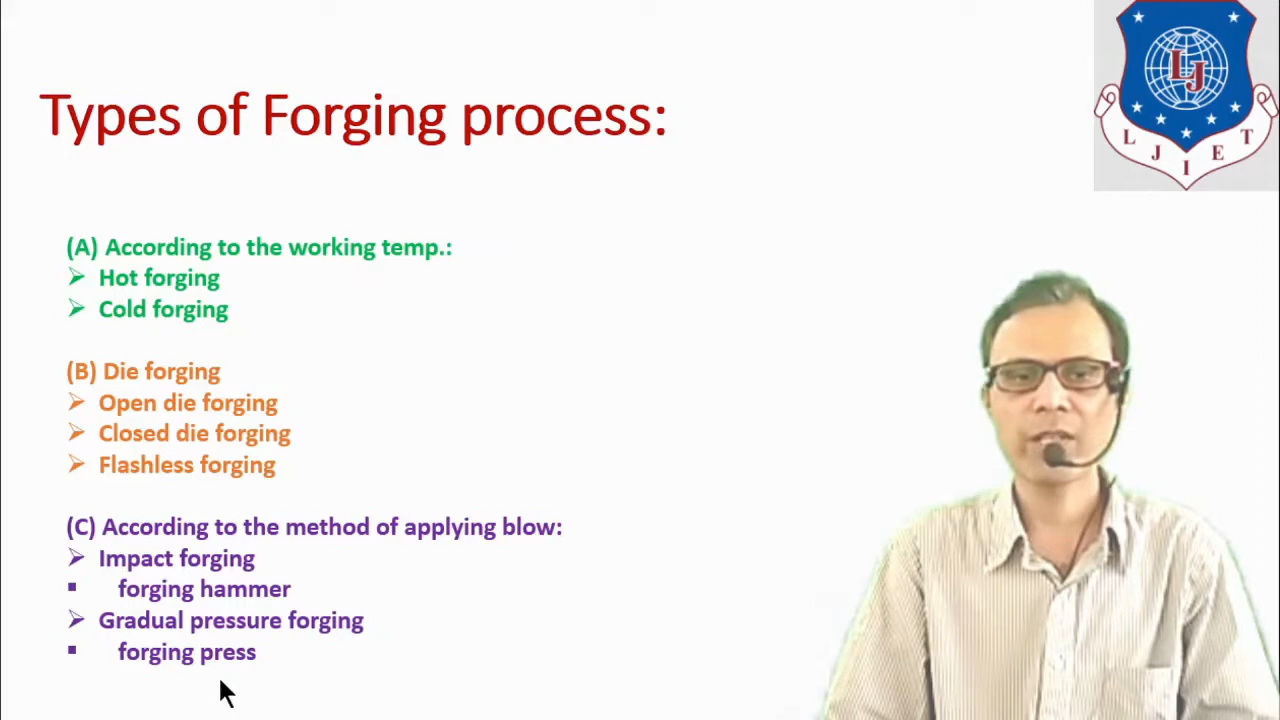 Types of Forging process:
LJ
L J I E T
(A) According to the working temp.:
Hot forging
Cold forging
(B) Die forging
Open die forging
Closed die forging
Flashless forging
(C) According to the method of applying blow:
Impact forging
forging hammer
Gradual pressure forging
forging press